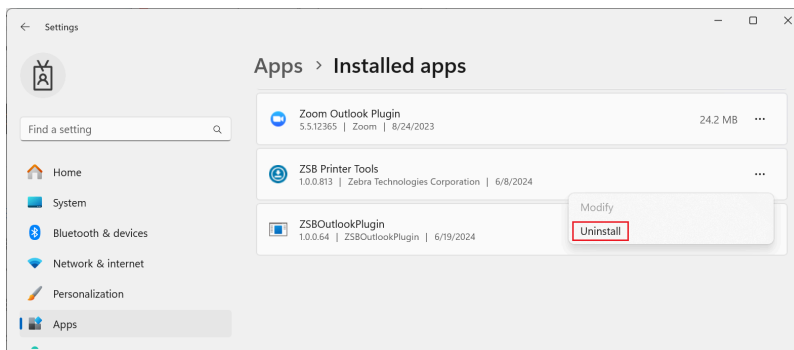 Settings
Find a setting
Home
System
Bluetooth & devices
Network & internet
Personalization
Apps
Apps > Installed apps
Zoom Outlook Plugin
5.5.12365 | Zoom | 8/24/2023
24.2 MB
ZSB Printer Tools
1.0.0.813 | Zebra Technologies Corporation | 6/8/2024
Modify
Uninstall
ZSBOutlookPlugin
1.0.0.64 | ZSBOutlookPlugin | 6/19/2024